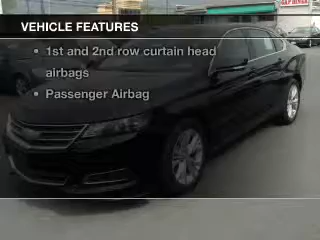 VEHICLE FEATURES
• 1st and 2nd row curtain head
airbags
• Passenger Airbag